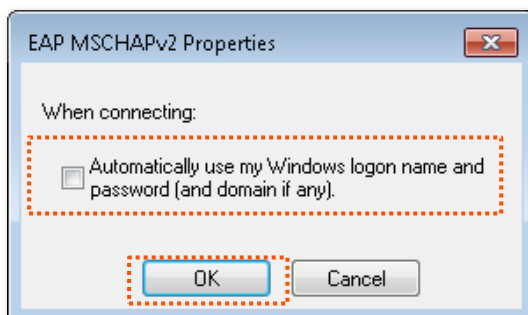 EAP MSCHAPv2 Properties
When connecting:
Automatically use my Windows logon name and
password (and domain if any).
OK Cancel